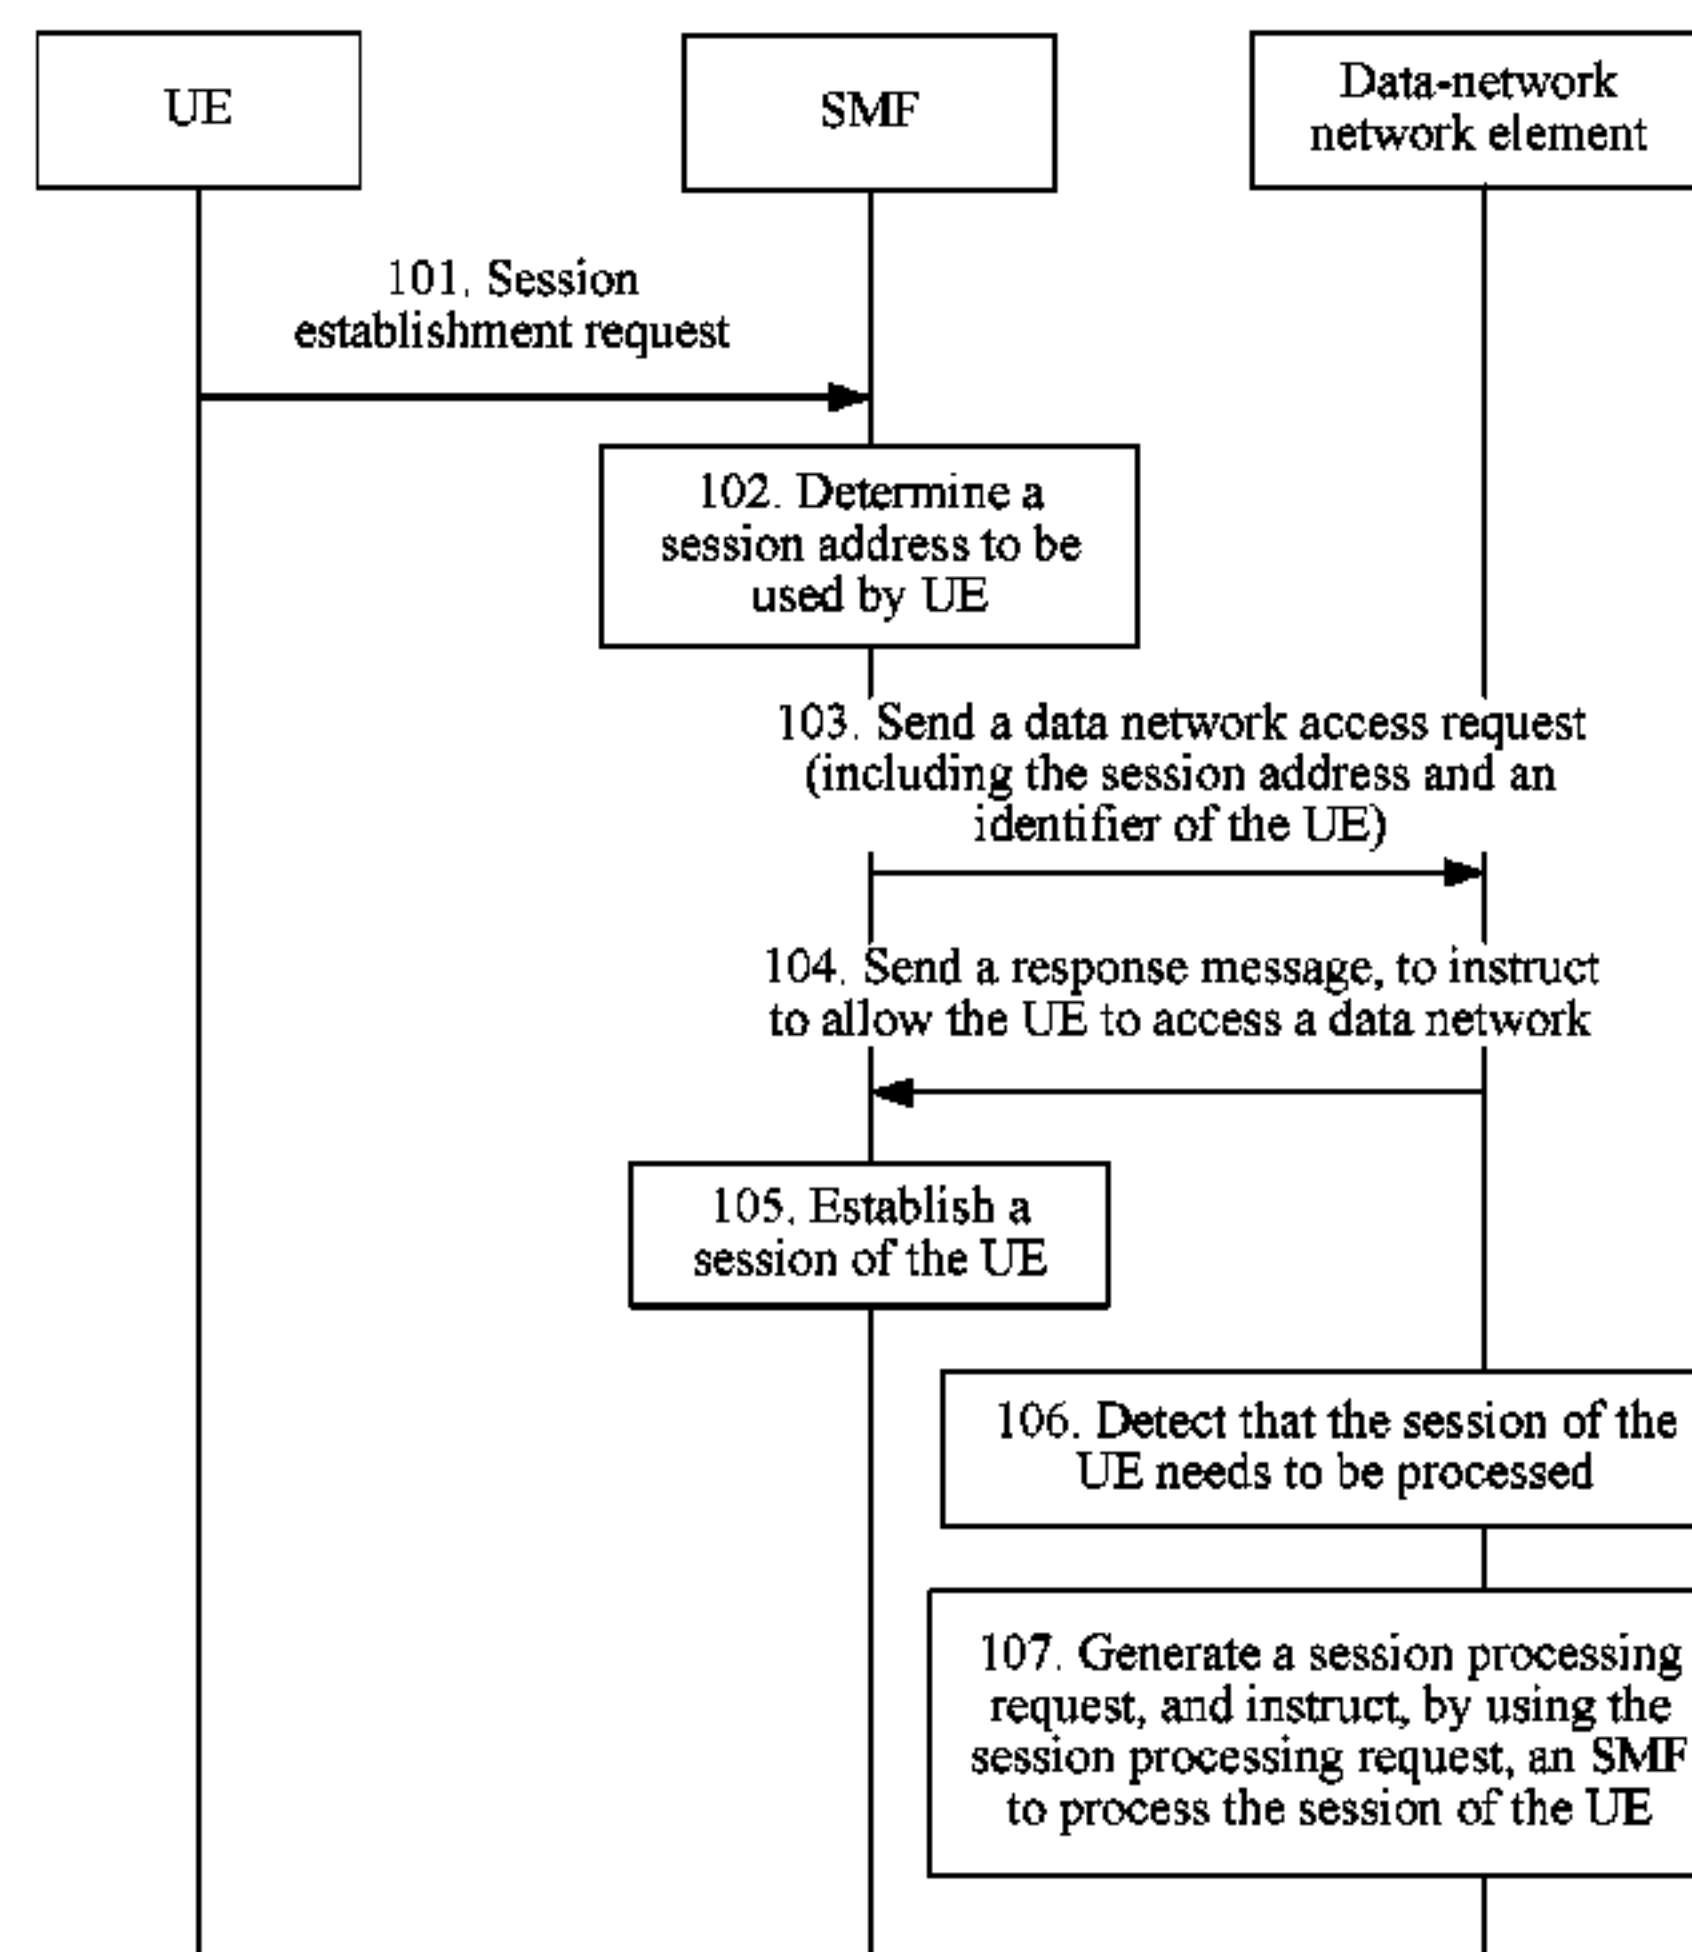 UE
SMF
Data-network
network element
101. Session
establishment request
102. Determine a
session address to be
used by UE
103. Send a data network access request
(including the session address and an
identifier of the UE)
104. Send a response message, to instruct
to allow the UE to access a data network
105. Establish a
session of the UE
106. Detect that the session of the
UE needs to be processed
107. Generate a session processing
request, and instruct, by using the
session processing request, an SMF
to process the session of the UE